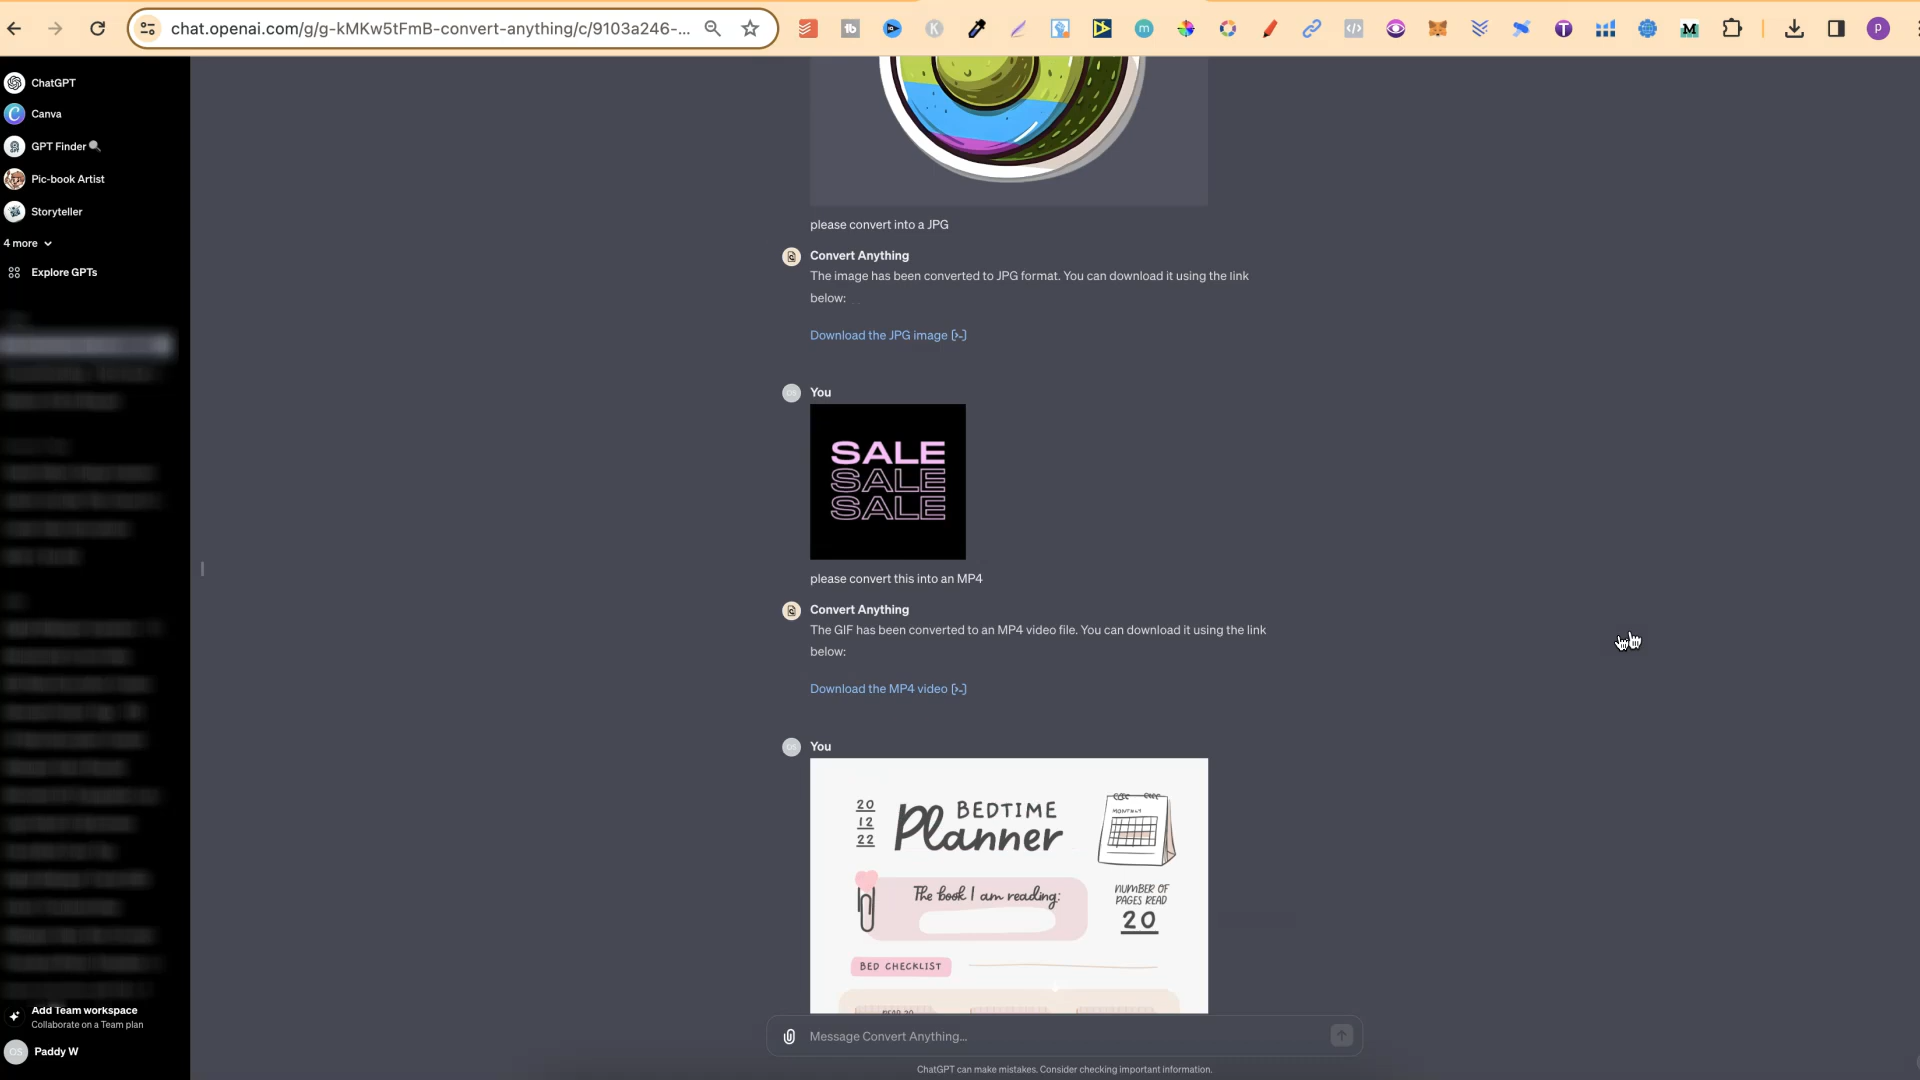 chat.openai.com/g/g-kMKw5tFmB-convert-anything/c/9103a246-...
ChatGPT
Canva
GPT Finder
Pic-book Artist
Storyteller
4 more
Explore GPTs
Add Team workspace
Collaborate on a Team plan
Paddy W
please convert into a JPG
Convert Anything
The image has been converted to JPG format. You can download it using the link
below:
Download the JPG image [>-]
You
SALE
SALE
SALE
please convert this into an MP4
Convert Anything
The GIF has been converted to an MP4 video file. You can download it using the link
below:
Download the MP4 video [>-]
You
20
12
22
BEDTIME
Planner
MONTHLY
The book I am reading:
NUMBER OF
PAGES READ
20
BED CHECKLIST
Message Convert Anything...
ChatGPT can make mistakes. Consider checking important information.